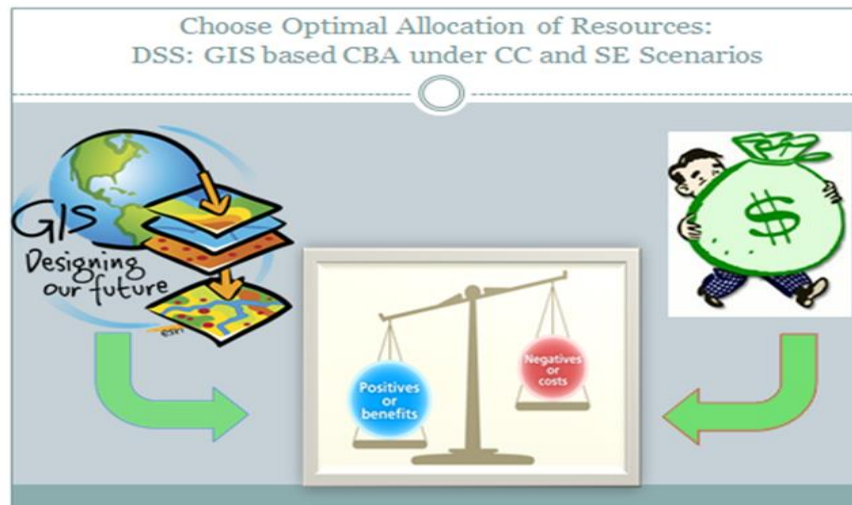 Choose Optimal Allocation of Resources:
DSS: GIS based CBA under CC and SE Scenarios
GIS
Designing
our future
esri
$
Positives
or
benefits
Negatives
or
costs